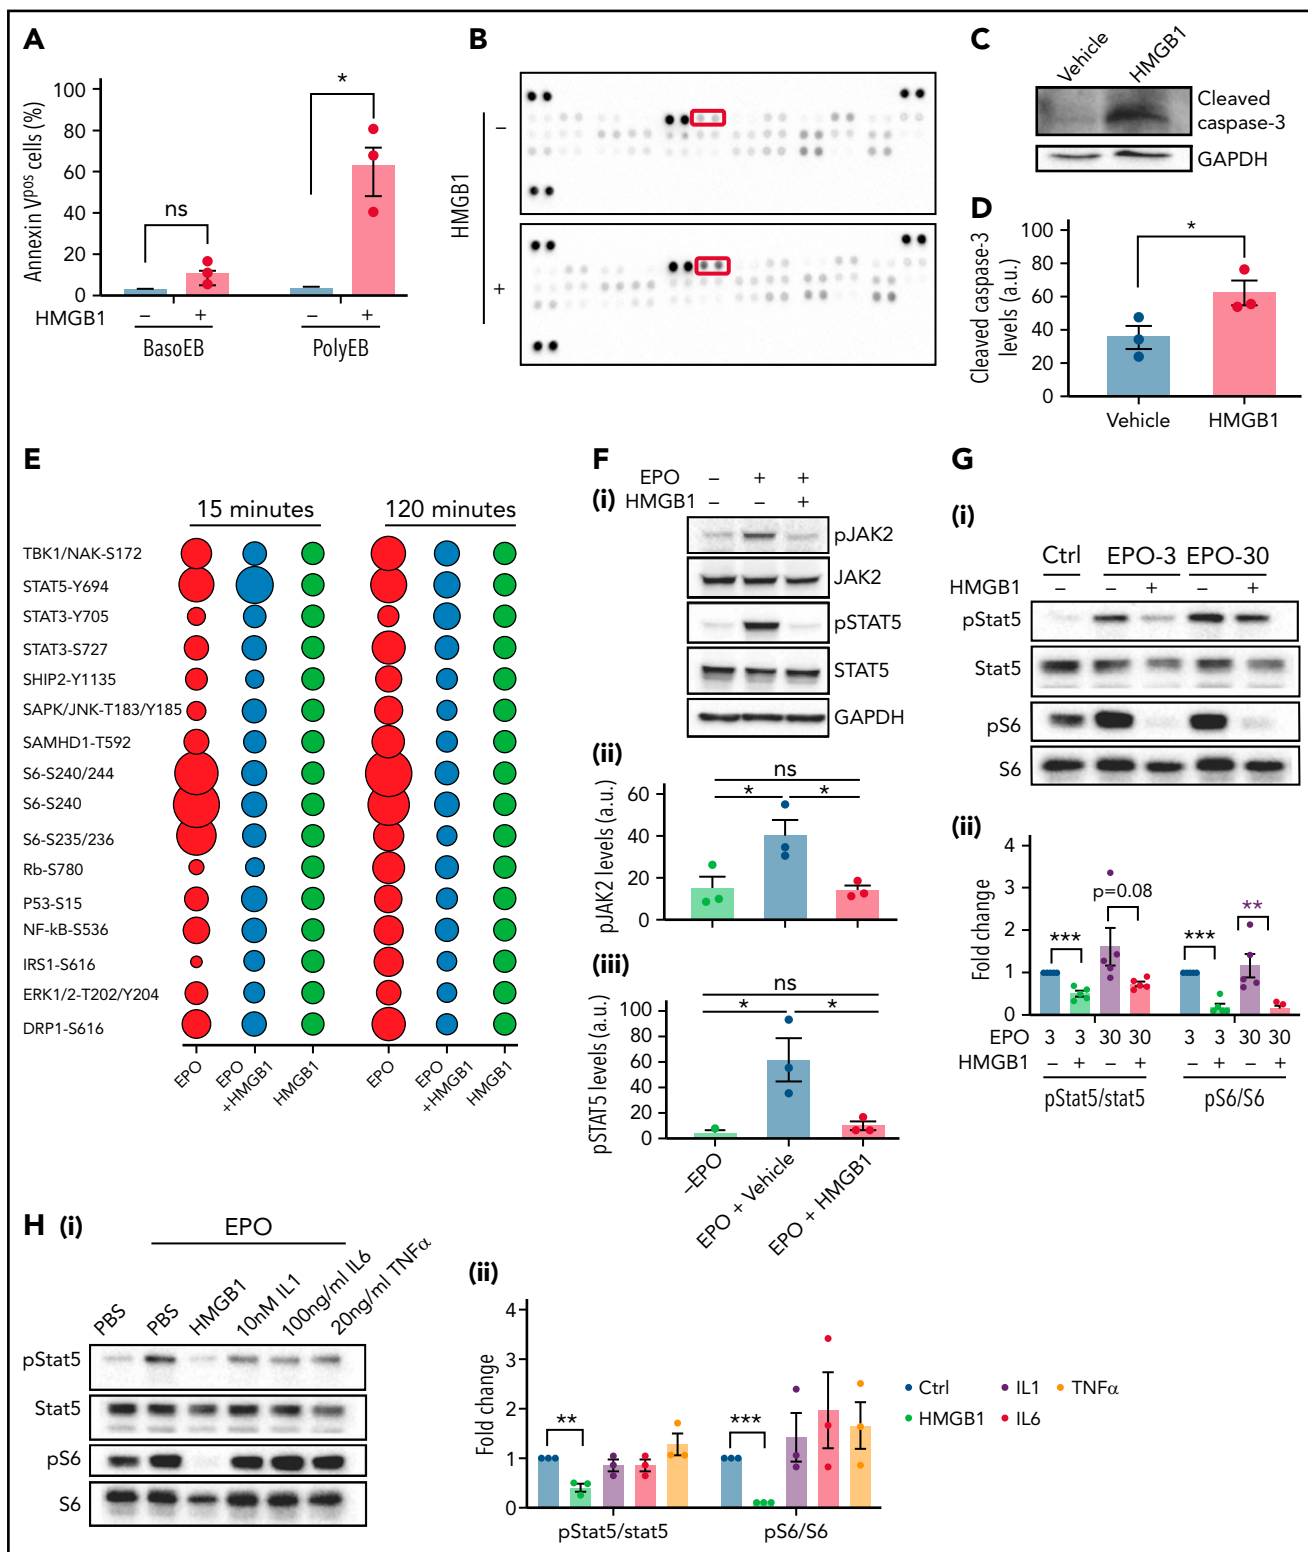 A
Annexin Vpos cells (%)
100
80
60
40
20
0
ns
*
HMGB1
− + − +
BasoEB PolyEB
B
HMGB1
−
+
C
Vehicle HMGB1
Cleaved
caspase-3
GAPDH
D
Cleaved caspase-3
levels (a.u.)
100
80
60
40
20
0
*
Vehicle HMGB1
E
15 minutes 120 minutes
TBK1/NAK-S172
STAT5-Y694
STAT3-Y705
STAT3-S727
SHIP2-Y1135
SAPK/JNK-T183/Y185
SAMHD1-T592
S6-S240/244
S6-S240
S6-S235/236
Rb-S780
P53-S15
NF-kB-S536
IRS1-S616
ERK1/2-T202/Y204
DRP1-S616
EPO
EPO
+HMGB1
HMGB1
EPO
EPO
+HMGB1
HMGB1
F
(i)
EPO − + +
HMGB1 − − +
pJAK2
JAK2
pSTAT5
STAT5
GAPDH
(ii)
pJAK2 levels (a.u.)
60
40
20
0
ns
* *
(iii)
pSTAT5 levels (a.u.)
100
80
60
40
20
0
ns
* *
−EPO
EPO + Vehicle
EPO + HMGB1
G
(i)
Ctrl EPO-3 EPO-30
HMGB1 − − + − +
pStat5
Stat5
pS6
S6
(ii)
Fold change
4
2
1
0
***
p=0.08
***
**
EPO 3 3 30 30 3 3 30 30
HMGB1 − + − + − + − +
pStat5/stat5 pS6/S6
H (i)
EPO
PBS
PBS
HMGB1
10nM IL1
100ng/ml IL6
20ng/ml TNFα
pStat5
Stat5
pS6
S6
(ii)
Fold change
4
3
2
1
0
**
***
pStat5/stat5 pS6/S6
Ctrl IL1 TNFα
HMGB1 IL6